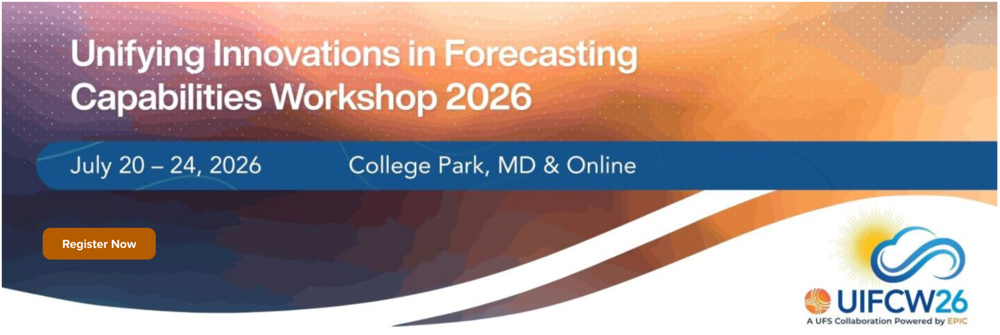 Unifying Innovations in Forecasting
Capabilities Workshop 2026
July 20 – 24, 2026
College Park, MD & Online
Register Now
UIFCW26
A UFS Collaboration Powered by EPIC